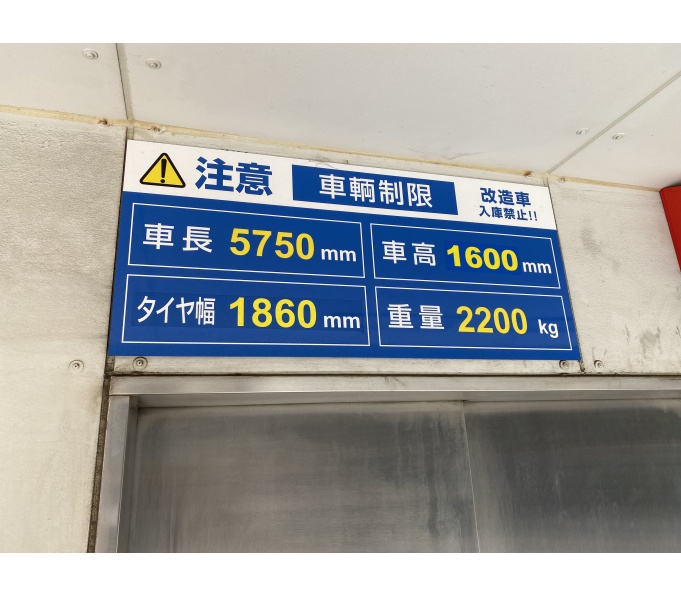 注意 車輌制限 改造車
入庫禁止!!
車長 5750 mm 車高 1600 mm
タイヤ幅 1860 mm 重量 2200 kg